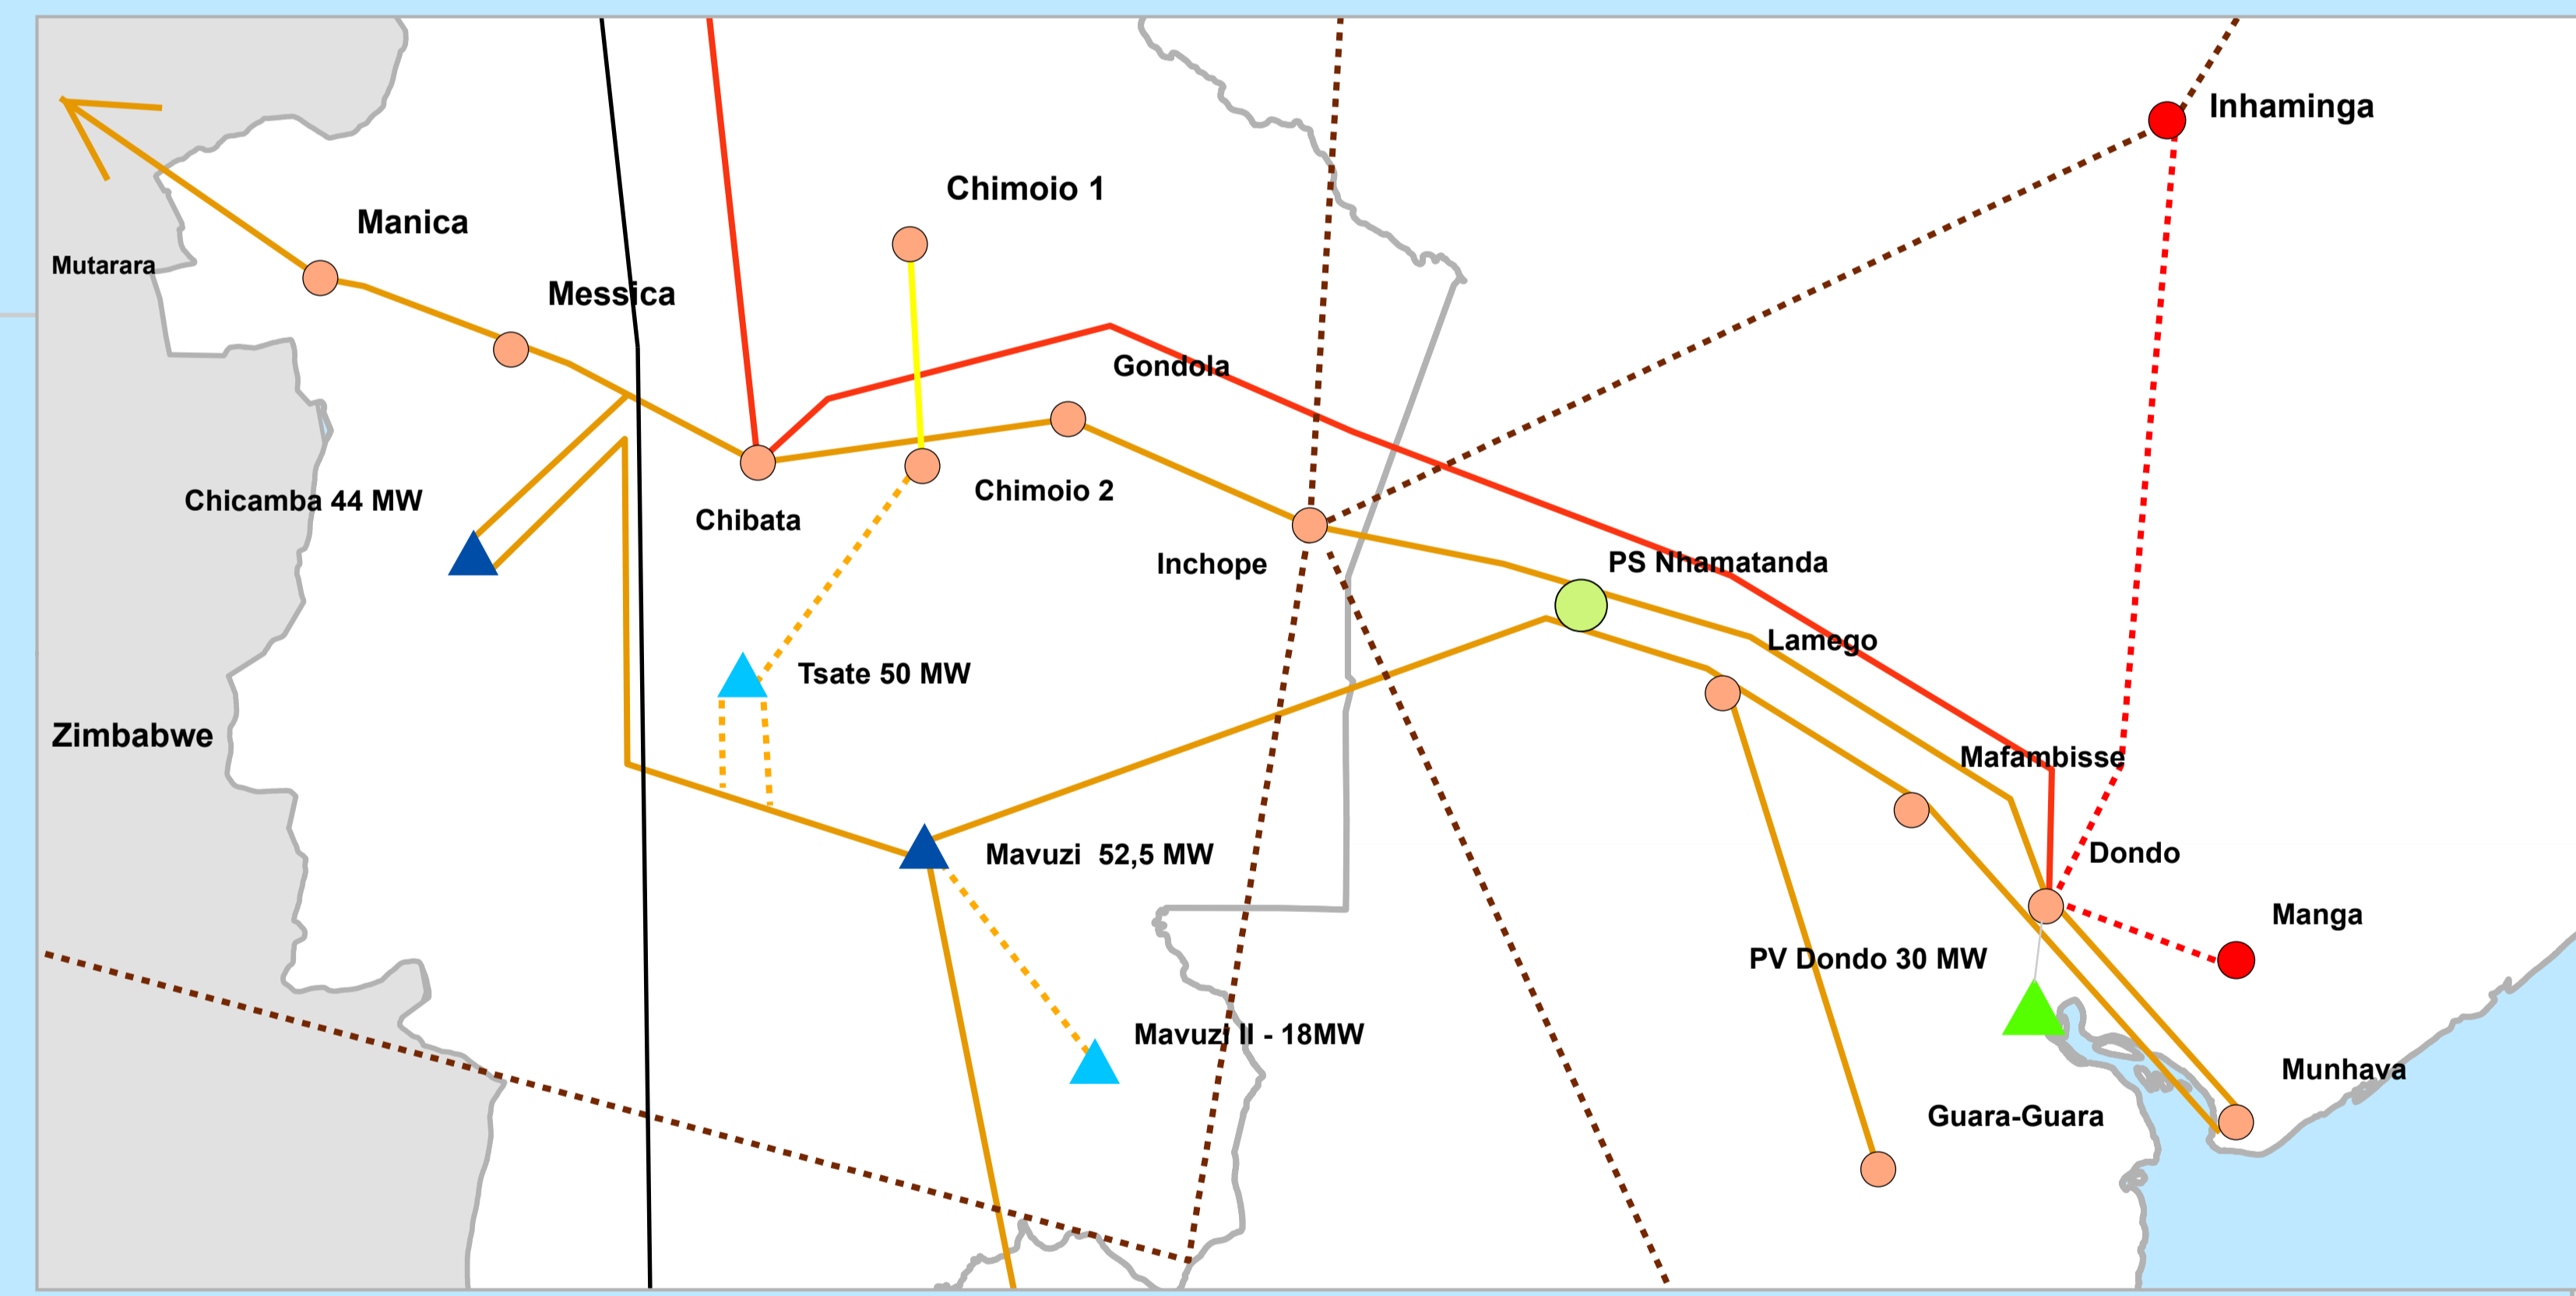 Inhaminga
Chimoio 1
Manica
Mutarara
Messica
Gondola
Chimoio 2
Chicamba 44 MW
Chibata
Inchope
PS Nhamatanda
Lamego
Tsate 50 MW
Zimbabwe
Mafambisse
Mavuzi  52,5 MW
Dondo
Manga
PV Dondo 30 MW
Mavuzi II - 18MW
Munhava
Guara-Guara